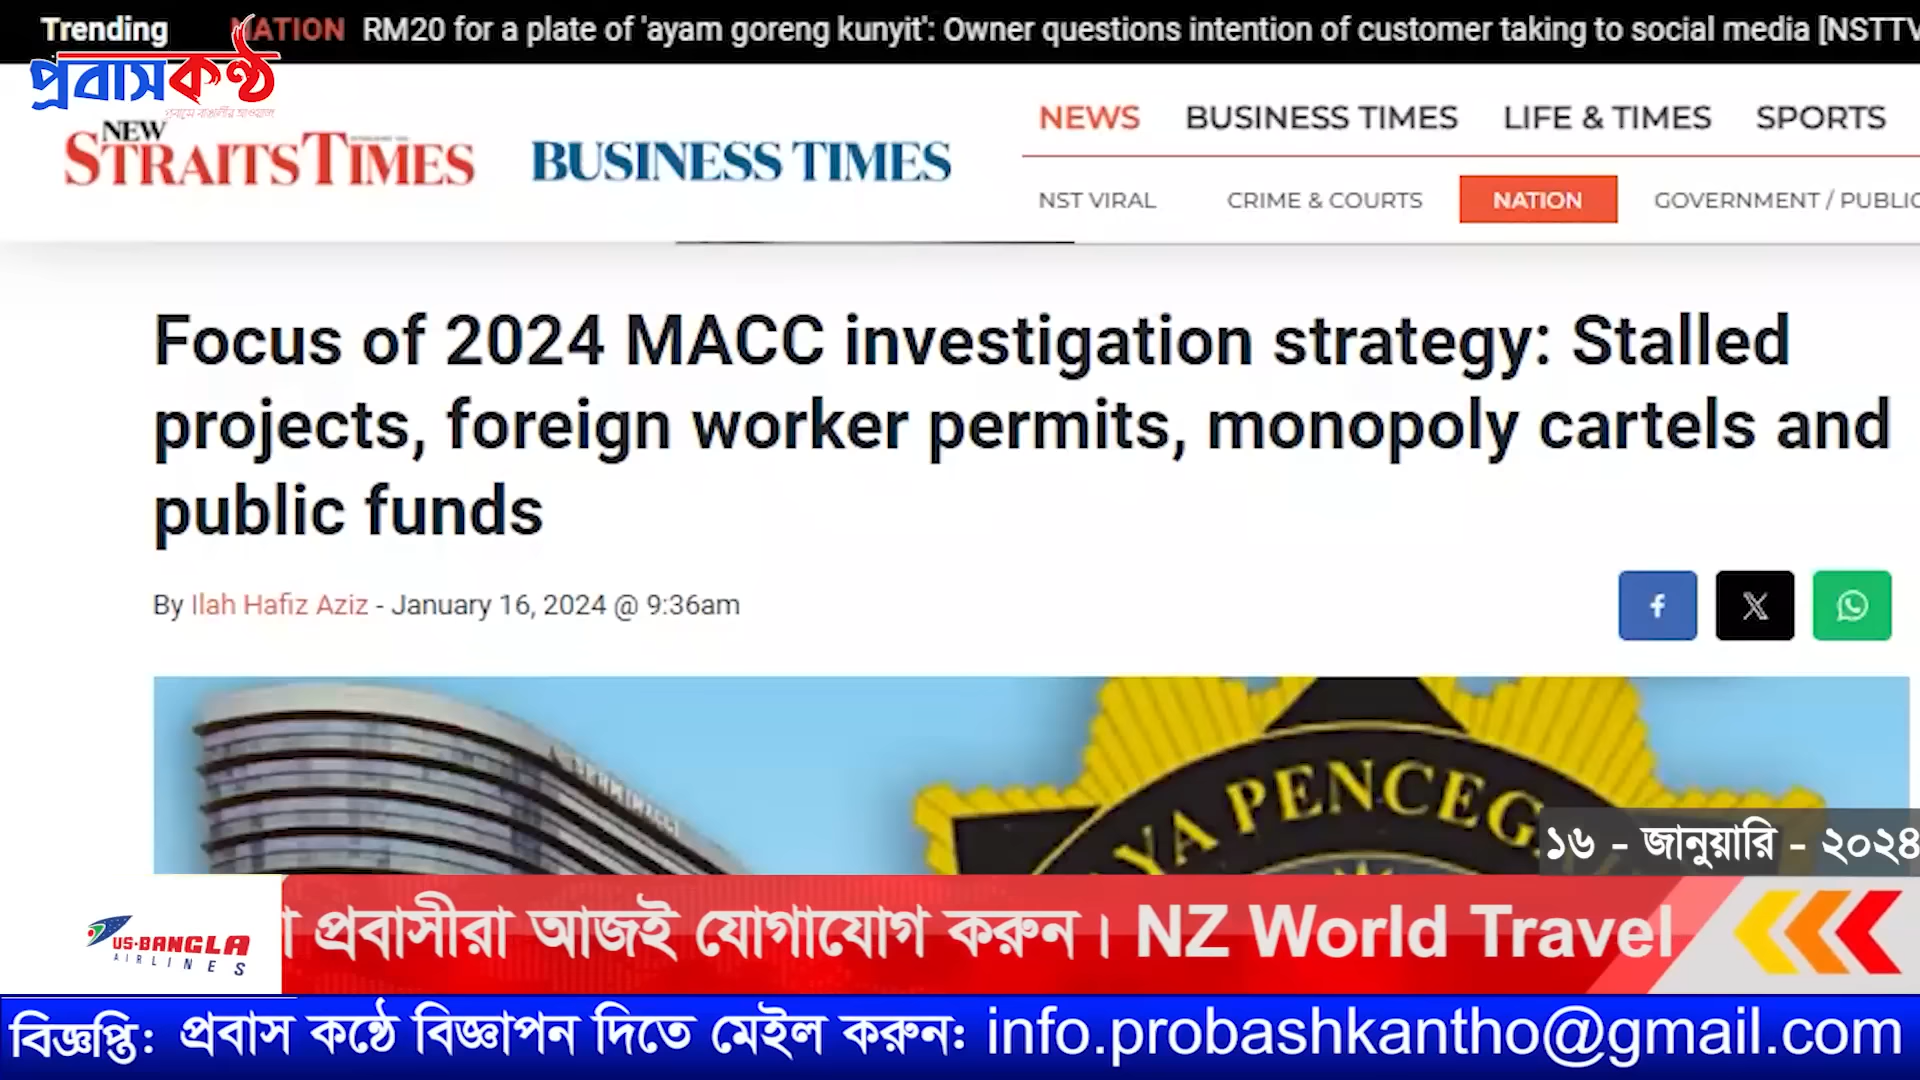 Trending NATION RM20 for a plate of 'ayam goreng kunyit': Owner questions intention of customer taking to social media [NSTTV
প্রবাসকণ্ঠ
NEW STRAITS TIMES
BUSINESS TIMES
NEWS BUSINESS TIMES LIFE & TIMES SPORTS
NST VIRAL CRIME & COURTS NATION GOVERNMENT / PUBLIC
Focus of 2024 MACC investigation strategy: Stalled
projects, foreign worker permits, monopoly cartels and
public funds
By Ilah Hafiz Aziz - January 16, 2024 @ 9:36am
PENCEG
১৬ - জানুয়ারি - ২০২৪
US-BANGLA
AIRLINES
প্রবাসীরা আজই যোগাযোগ করুন। NZ World Travel
বিজ্ঞপ্তি: প্রবাস কন্ঠে বিজ্ঞাপন দিতে মেইল করুনঃ info.probashkantho@gmail.com